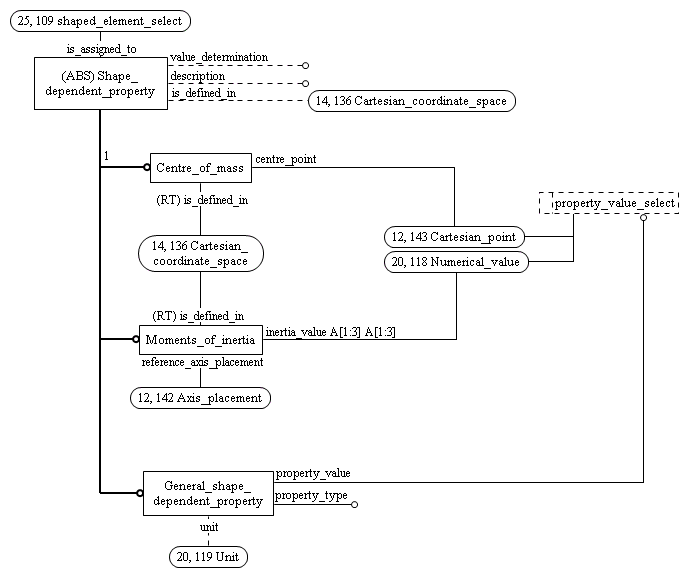 25, 109 shaped_element_select
is_assigned_to
(ABS) Shape_
dependent_property
value_determination
description
is_defined_in
14, 136 Cartesian_coordinate_space
1
Centre_of_mass
centre_point
(RT) is_defined_in
property_value_select
14, 136 Cartesian_
coordinate_space
12, 143 Cartesian_point
20, 118 Numerical_value
(RT) is_defined_in
Moments_of_inertia
inertia_value A[1:3] A[1:3]
reference_axis_placement
12, 142 Axis_placement
General_shape_
dependent_property
property_value
property_type
unit
20, 119 Unit